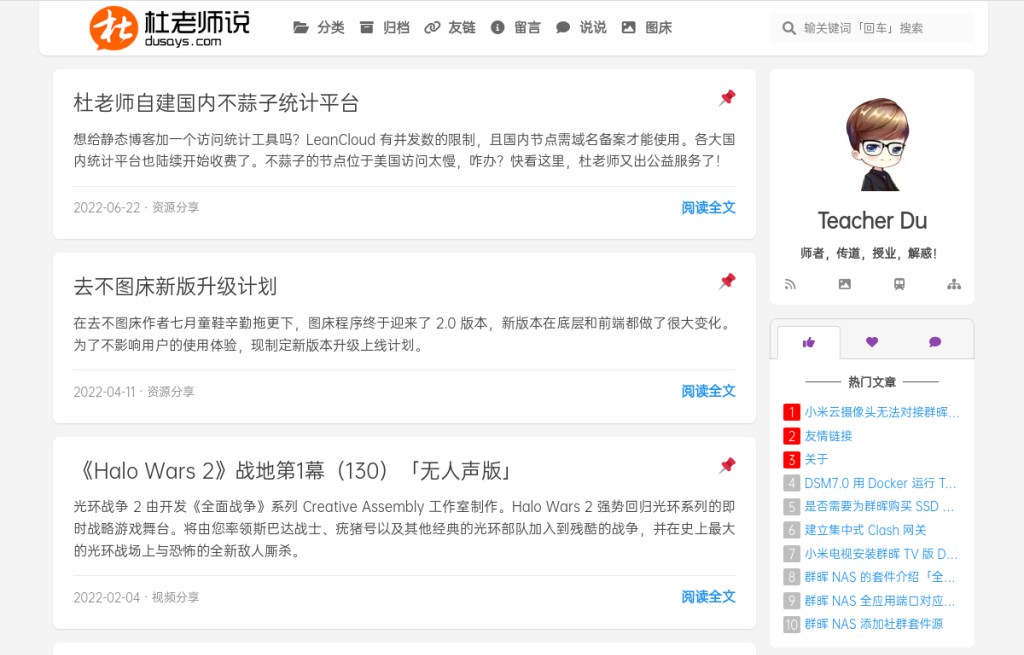 杜老师说
dusays.com
分类 归档 友链 留言 说说 图床
输关键词「回车」搜索
杜老师自建国内不蒜子统计平台
想给静态博客加一个访问统计工具吗？LeanCloud 有并发数的限制，且国内节点需域名备案才能使用。各大国
内统计平台也陆续开始收费了。不蒜子的节点位于美国访问太慢，咋办？快看这里，杜老师又出公益服务了！
2022-06-22 · 资源分享
阅读全文
去不图床新版升级计划
在去不图床作者七月童鞋辛勤拖更下，图床程序终于迎来了 2.0 版本，新版本在底层和前端都做了很大变化。
为了不影响用户的使用体验，现制定新版本升级上线计划。
2022-04-11 · 资源分享
阅读全文
《Halo Wars 2》战地第1幕（130）「无人声版」
光环战争 2 由开发《全面战争》系列 Creative Assembly 工作室制作。Halo Wars 2 强势回归光环系列的即
时战略游戏舞台。将由您率领斯巴达战士、疣猪号以及其他经典的光环部队加入到残酷的战争，并在史上最大
的光环战场上与恐怖的全新敌人厮杀。
2022-02-04 · 视频分享
阅读全文
Teacher Du
师者，传道，授业，解惑！
热门文章
1 小米云摄像头无法对接群晖...
2 友情链接
3 关于
4 DSM7.0 用 Docker 运行 T...
5 是否需要为群晖购买 SSD ...
6 建立集中式 Clash 网关
7 小米电视安装群晖 TV 版 D...
8 群晖 NAS 的套件介绍「全...
9 群晖 NAS 全应用端口对应...
10 群晖 NAS 添加社群套件源